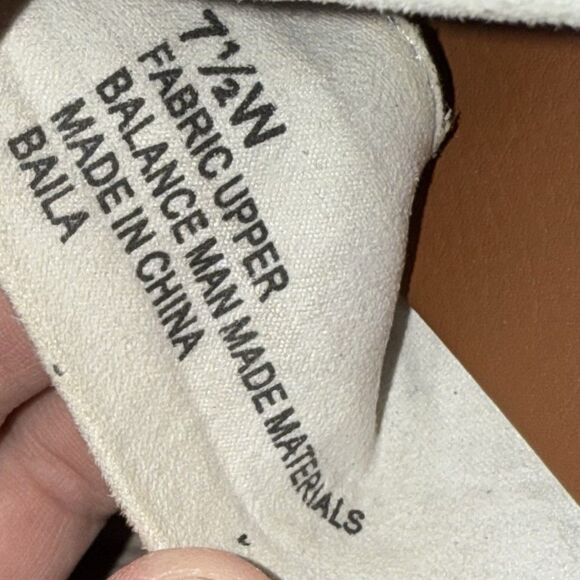 7½W
FABRIC UPPER
BALANCE MAN MADE MATERIALS
MADE IN CHINA
BAILA